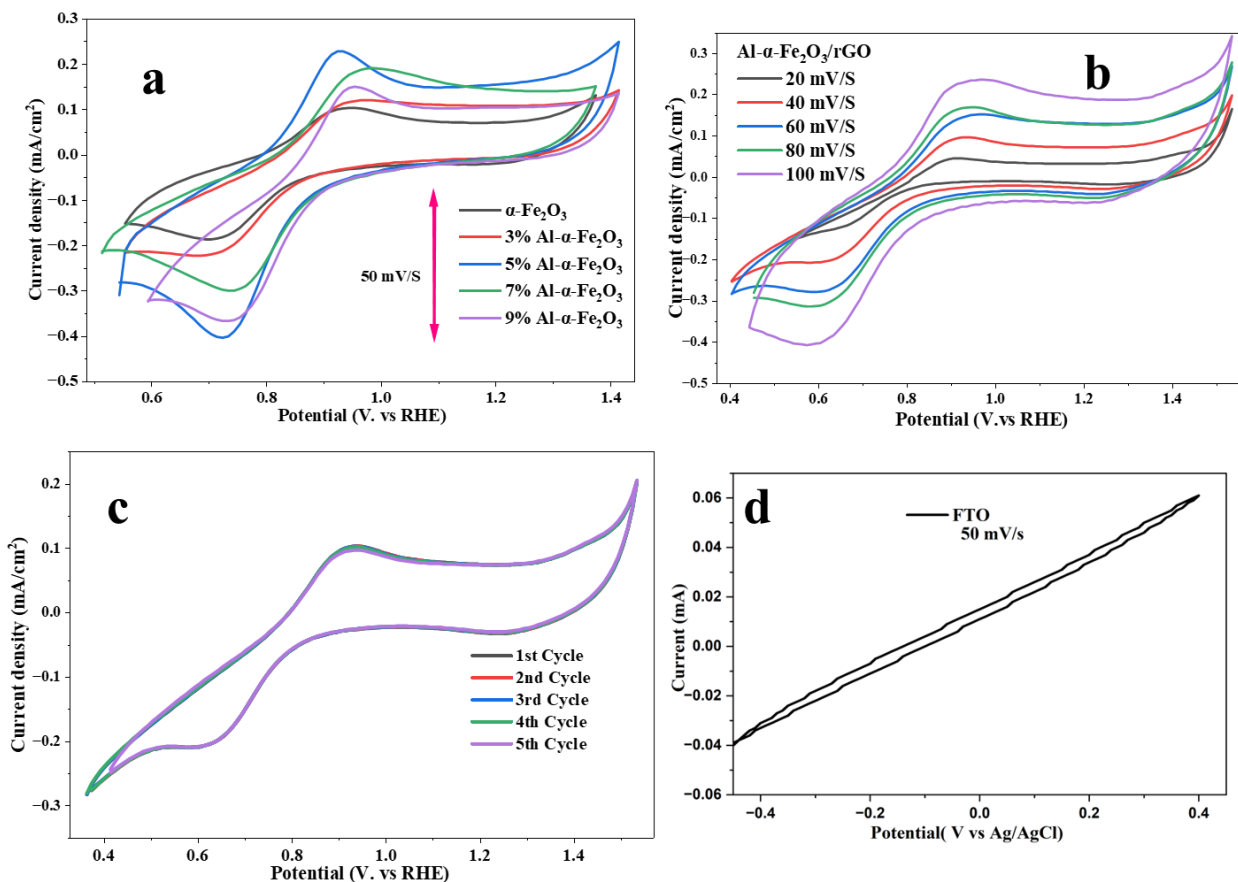 a
Current density (mA/cm²)
0.3
0.2
0.1
0.0
−0.1
−0.2
−0.3
−0.4
−0.5
50 mV/S
α-Fe₂O₃
3% Al-α-Fe₂O₃
5% Al-α-Fe₂O₃
7% Al-α-Fe₂O₃
9% Al-α-Fe₂O₃
0.6 0.8 1.0 1.2 1.4
Potential (V. vs RHE)
b
Current density (mA/cm²)
0.3
0.2
0.1
0.0
−0.1
−0.2
−0.3
−0.4
−0.5
Al-α-Fe₂O₃/rGO
20 mV/S
40 mV/S
60 mV/S
80 mV/S
100 mV/S
0.4 0.6 0.8 1.0 1.2 1.4
Potential (V.vs RHE)
c
Current density (mA/cm²)
0.2
0.1
0.0
−0.1
−0.2
−0.3
1st Cycle
2nd Cycle
3rd Cycle
4th Cycle
5th Cycle
0.4 0.6 0.8 1.0 1.2 1.4
Potential (V. vs RHE)
d
Current (mA)
0.06
0.04
0.02
0.00
−0.02
−0.04
−0.06
FTO
50 mV/s
−0.4 −0.2 0.0 0.2 0.4
Potential( V vs Ag/AgCl)